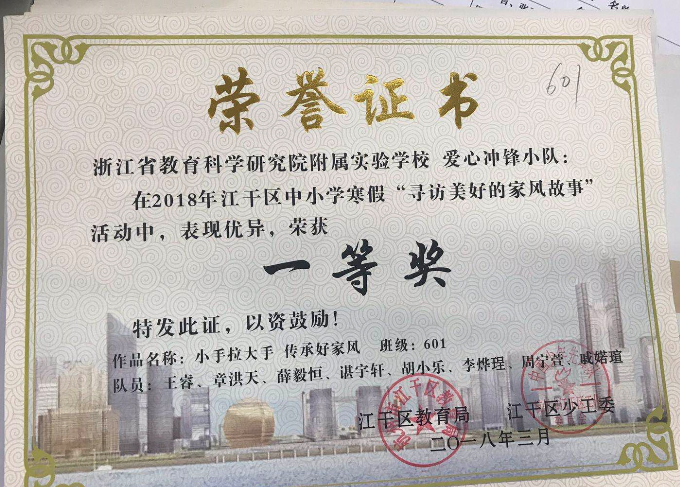 荣誉证书
601
浙江省教育科学研究院附属实验学校 爱心冲锋小队：
在2018年江干区中小学寒假“寻访美好的家风故事”
活动中，表现优异，荣获
一等奖
特发此证，以资鼓励！
作品名称：小手拉大手 传承好家风 班级：601
队员：王睿、章洪天、薛毅恒、谌宇轩、胡小乐、李烨珵、周宁萱、戚婼瑄
江干区教育局 江干区少工委
二〇一八年三月